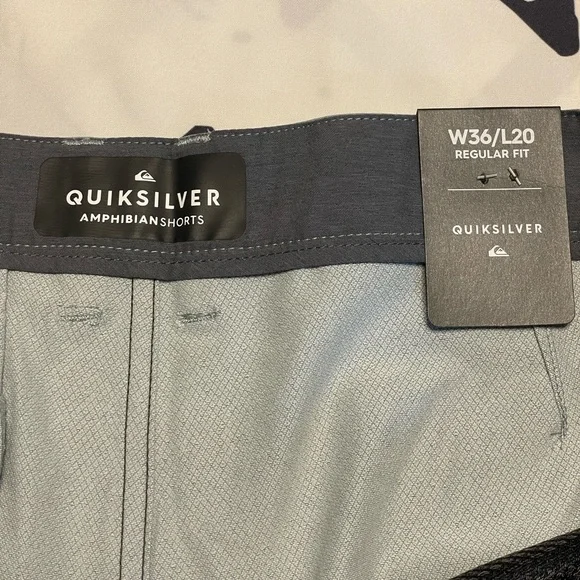 QUIKSILVER
AMPHIBIANSHORTS
W36/L20
REGULAR FIT
QUIKSILVER